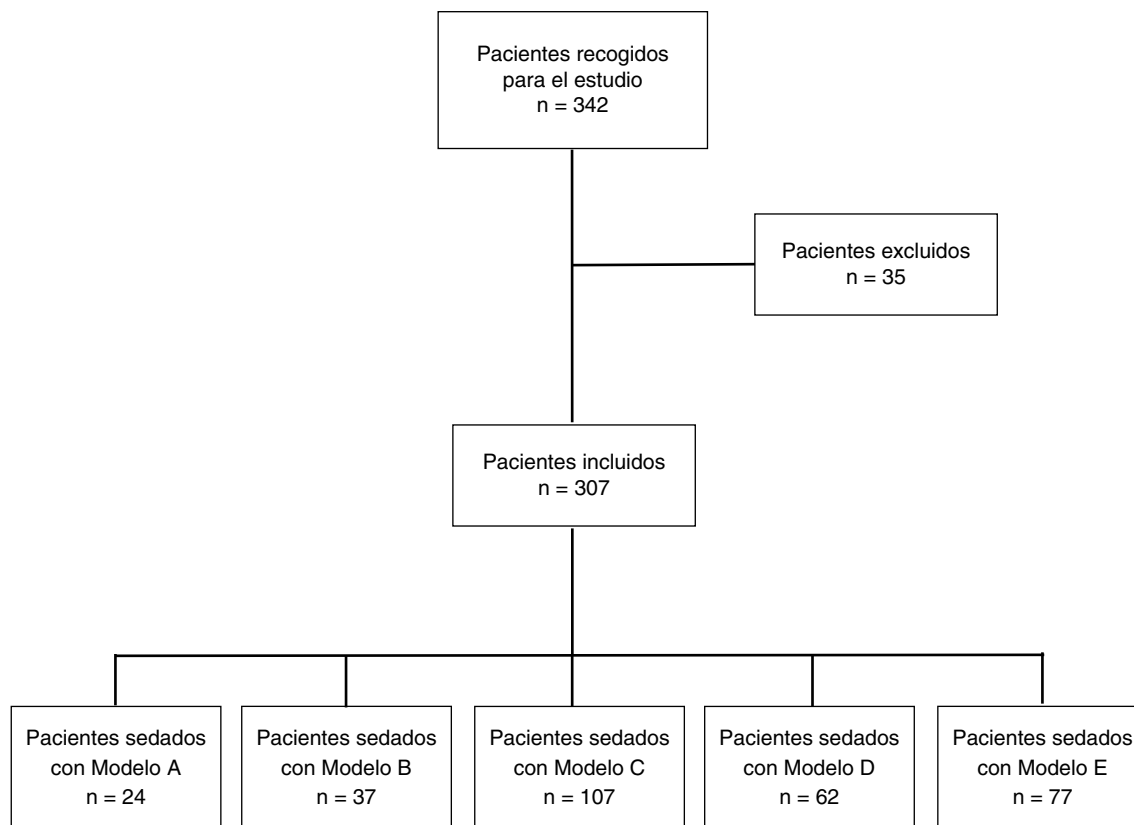 Pacientes recogidos
para el estudio
n = 342
Pacientes excluidos
n = 35
Pacientes incluidos
n = 307
Pacientes sedados
con Modelo A
n = 24
Pacientes sedados
con Modelo B
n = 37
Pacientes sedados
con Modelo C
n = 107
Pacientes sedados
con Modelo D
n = 62
Pacientes sedados
con Modelo E
n = 77